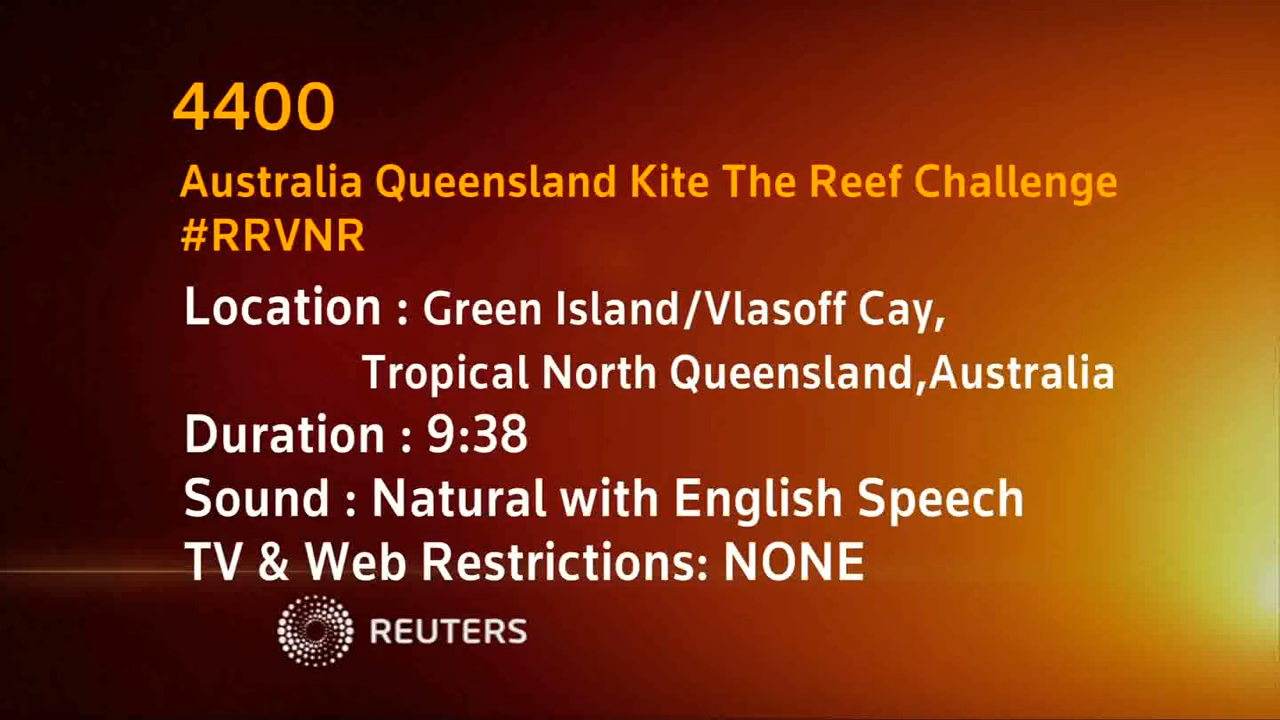 4400
Australia Queensland Kite The Reef Challenge
#RRVNR
Location : Green Island/Vlasoff Cay,
Tropical North Queensland,Australia
Duration : 9:38
Sound : Natural with English Speech
TV & Web Restrictions: NONE
REUTERS